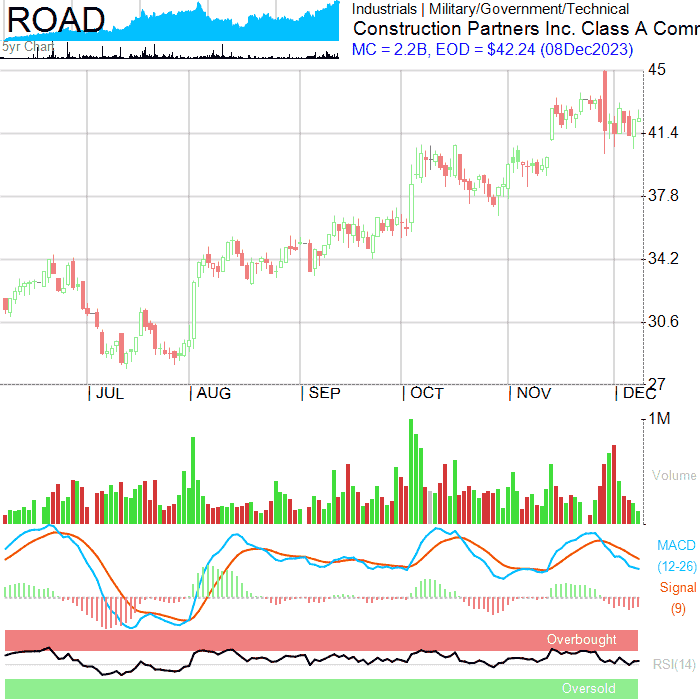 ROAD
5yr Chart
Industrials | Military/Government/Technical
Construction Partners Inc. Class A Comm
MC = 2.2B, EOD = $42.24 (08Dec2023)
45
41.4
37.8
34.2
30.6
27
| JUL | AUG | SEP | OCT | NOV | DEC
1M
Volume
MACD
(12-26)
Signal
(9)
Overbought
RSI(14)
Oversold